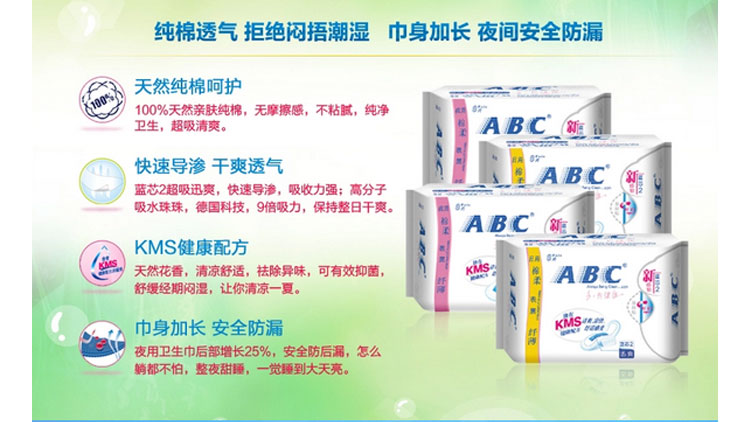 纯棉透气 拒绝闷捂潮湿 巾身加长 夜间安全防漏
天然纯棉呵护
100%天然亲肤纯棉，无摩擦感，不粘腻，纯净
卫生，超吸清爽。
100%
快速导渗 干爽透气
蓝芯2超吸迅爽，快速导渗，吸收力强；高分子
吸水珠珠，德国科技，9倍吸力，保持整日干爽。
KMS健康配方
天然花香，清凉舒适，祛除异味，可有效抑菌，
舒缓经期闷湿，让你清凉一夏。
KMS
巾身加长 安全防漏
夜用卫生巾后部增长25%，安全防后漏，怎么
躺都不怕，整夜甜睡，一觉睡到大天亮。
ABC
新
棉柔
ABC
ABC
新
棉柔
纤薄
KMS
ABC
ABC
新
棉柔
纤薄
KMS
ABC